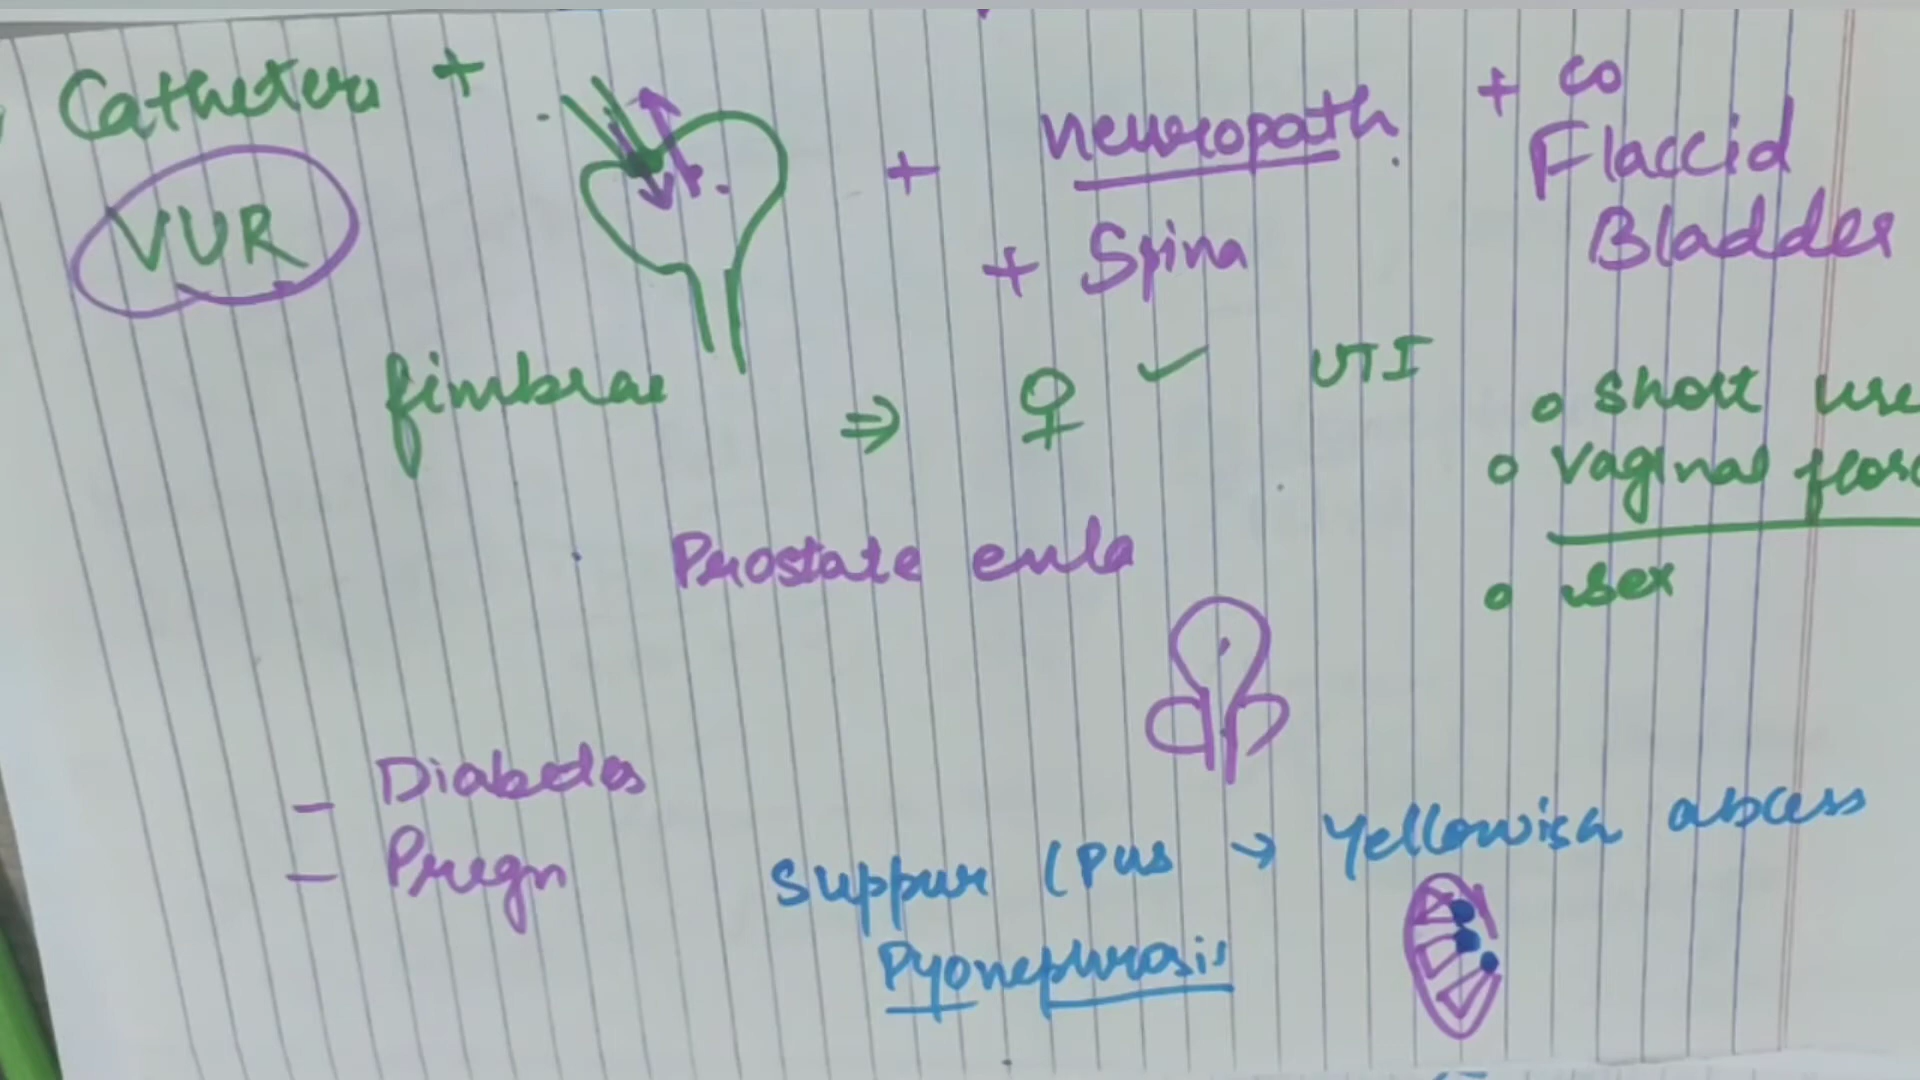 Catheter +
VUR
+ neuropath
+ Spina
+ co
Flaccid
Bladder
fimbrae ⇒ ♀ ✓ UTI
o short ure
o vaginal flor
o sex
Prostate enla
- Diabetes
- Pregn
Suppur (Pus → Yellowish abcess
Pyonephrosis